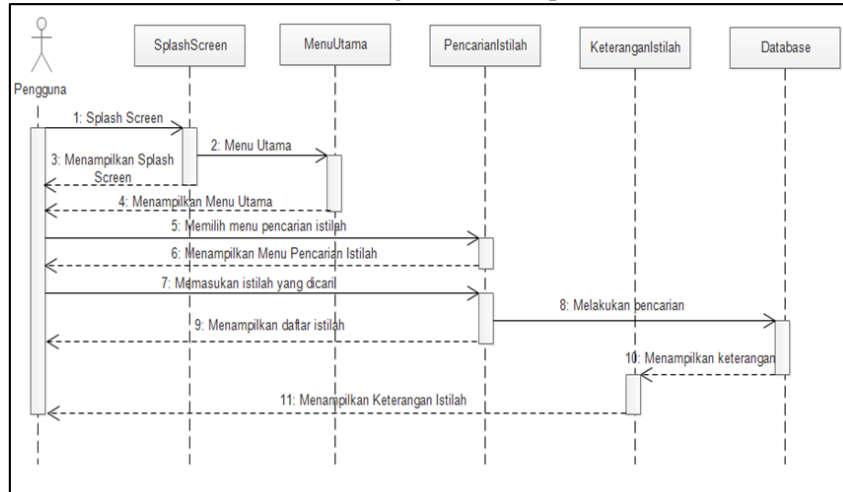 SplashScreen
MenuUtama
PencarianIstilah
KeteranganIstilah
Database
Pengguna
1: Splash Screen
2: Menu Utama
3: Menampilkan Splash
Screen
4: Menampilkan Menu Utama
5: Memilih menu pencarian istilah
6: Menampilkan Menu Pencarian Istilah
7: Memasukan istilah yang dicari
8: Melakukan pencarian
9: Menampilkan daftar istilah
10: Menampilkan keterangan
11: Menampilkan Keterangan Istilah